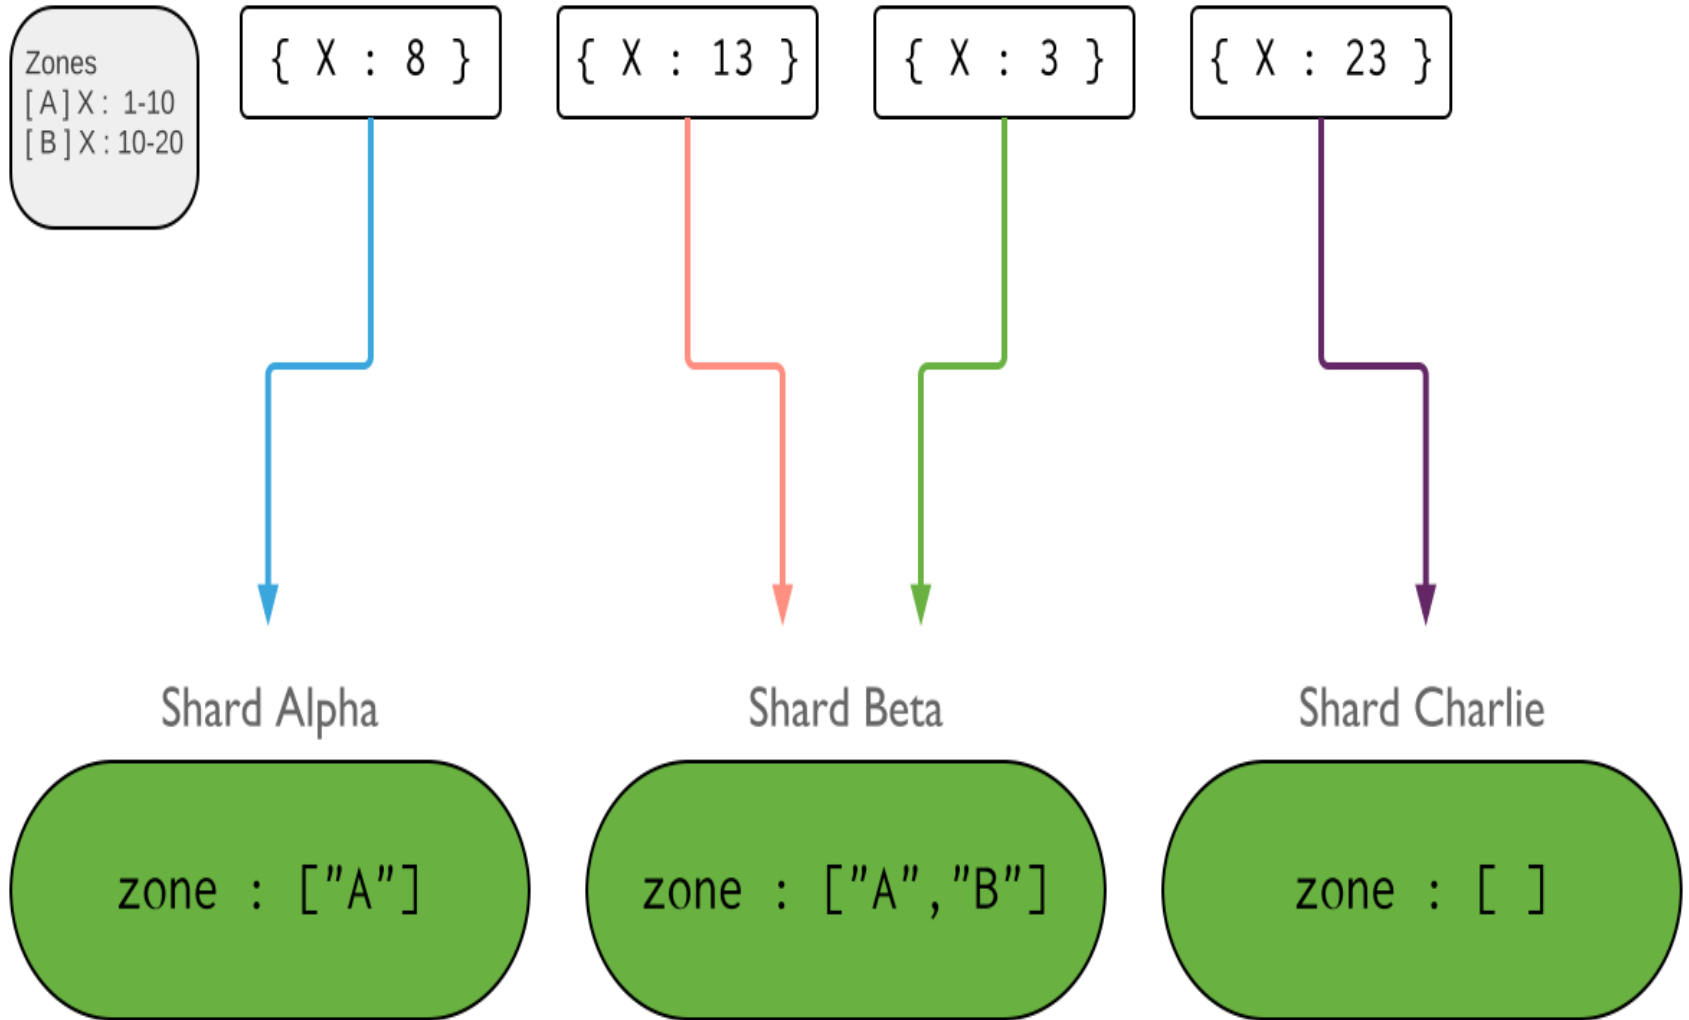 Zones
[ A ] X : 1-10
[ B ] X : 10-20
{ X : 8 }
{ X : 13 }
{ X : 3 }
{ X : 23 }
Shard Alpha
Shard Beta
Shard Charlie
zone : ["A"]
zone : ["A","B"]
zone : [ ]